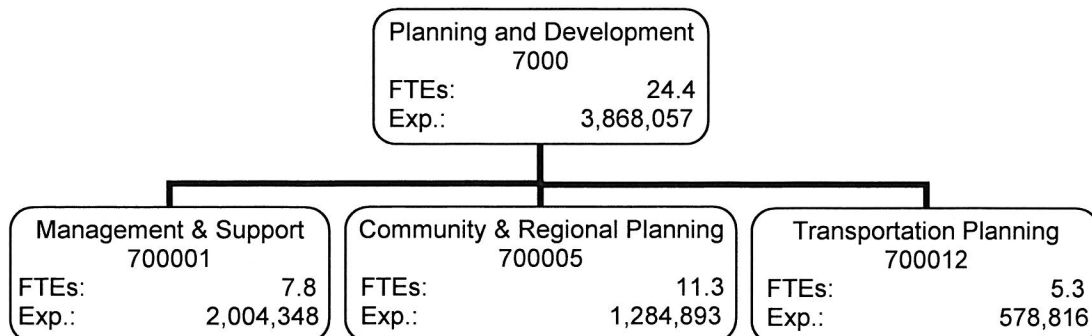 Planning and Development
7000
FTEs: 24.4
Exp.: 3,868,057
Management & Support
700001
FTEs: 7.8
Exp.: 2,004,348
Community & Regional Planning
700005
FTEs: 11.3
Exp.: 1,284,893
Transportation Planning
700012
FTEs: 5.3
Exp.: 578,816